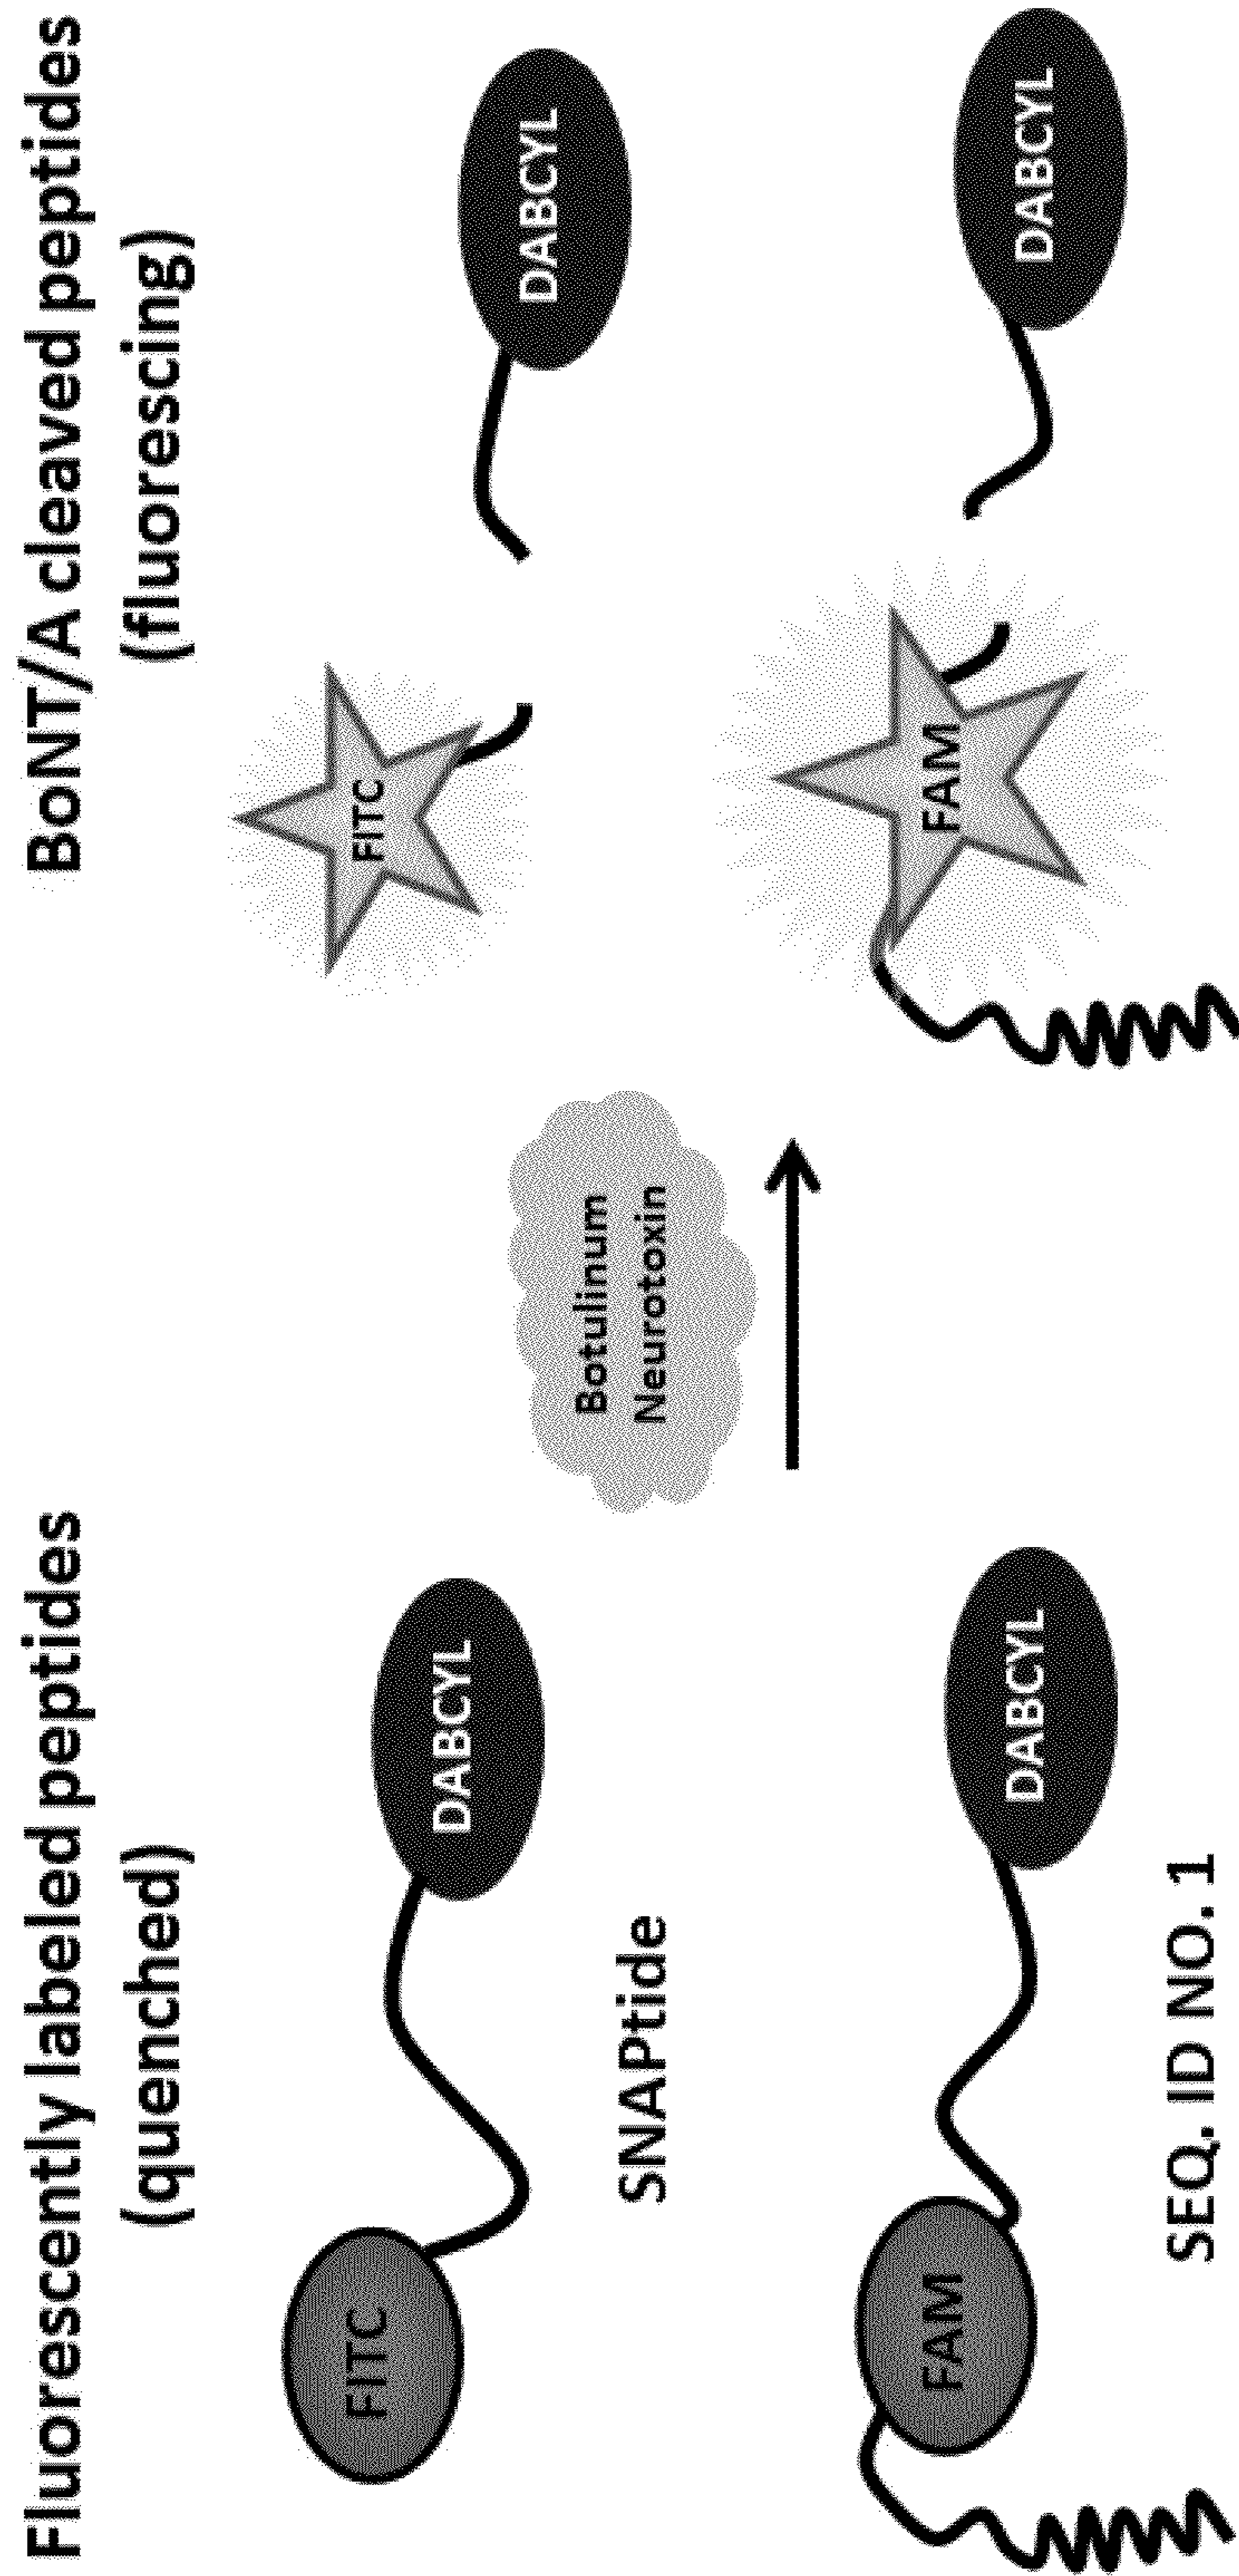 Fluorescently labeled peptides
(quenched)
FITC
DABCYL
SNAPtide
FAM
DABCYL
SEQ. ID NO. 1
Botulinum
Neurotoxin
BoNT/A cleaved peptides
(fluorescing)
FITC
DABCYL
FAM
DABCYL